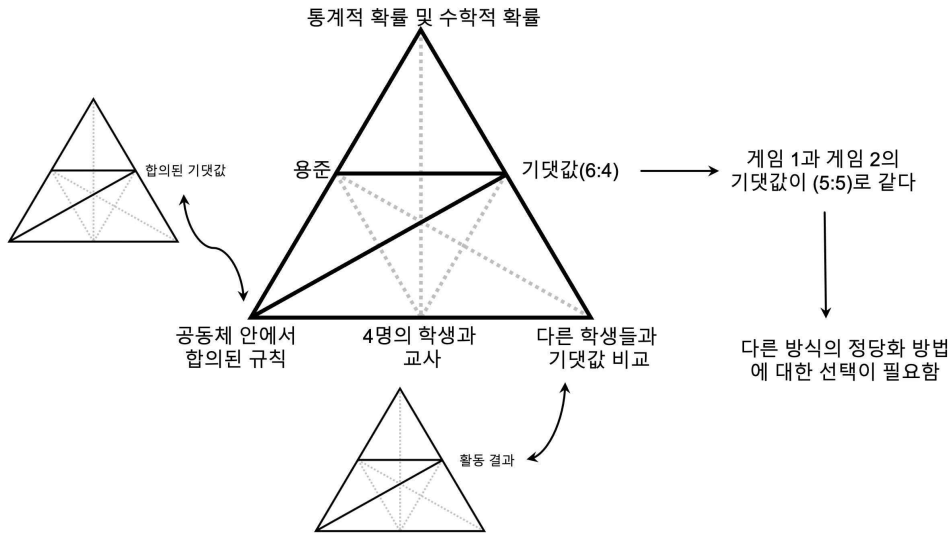 통계적 확률 및 수학적 확률
합의된 기댓값
용준
기댓값(6:4)
게임 1과 게임 2의
기댓값이 (5:5)로 같다
공동체 안에서
합의된 규칙
4명의 학생과
교사
다른 학생들과
기댓값 비교
다른 방식의 정당화 방법
에 대한 선택이 필요함
활동 결과